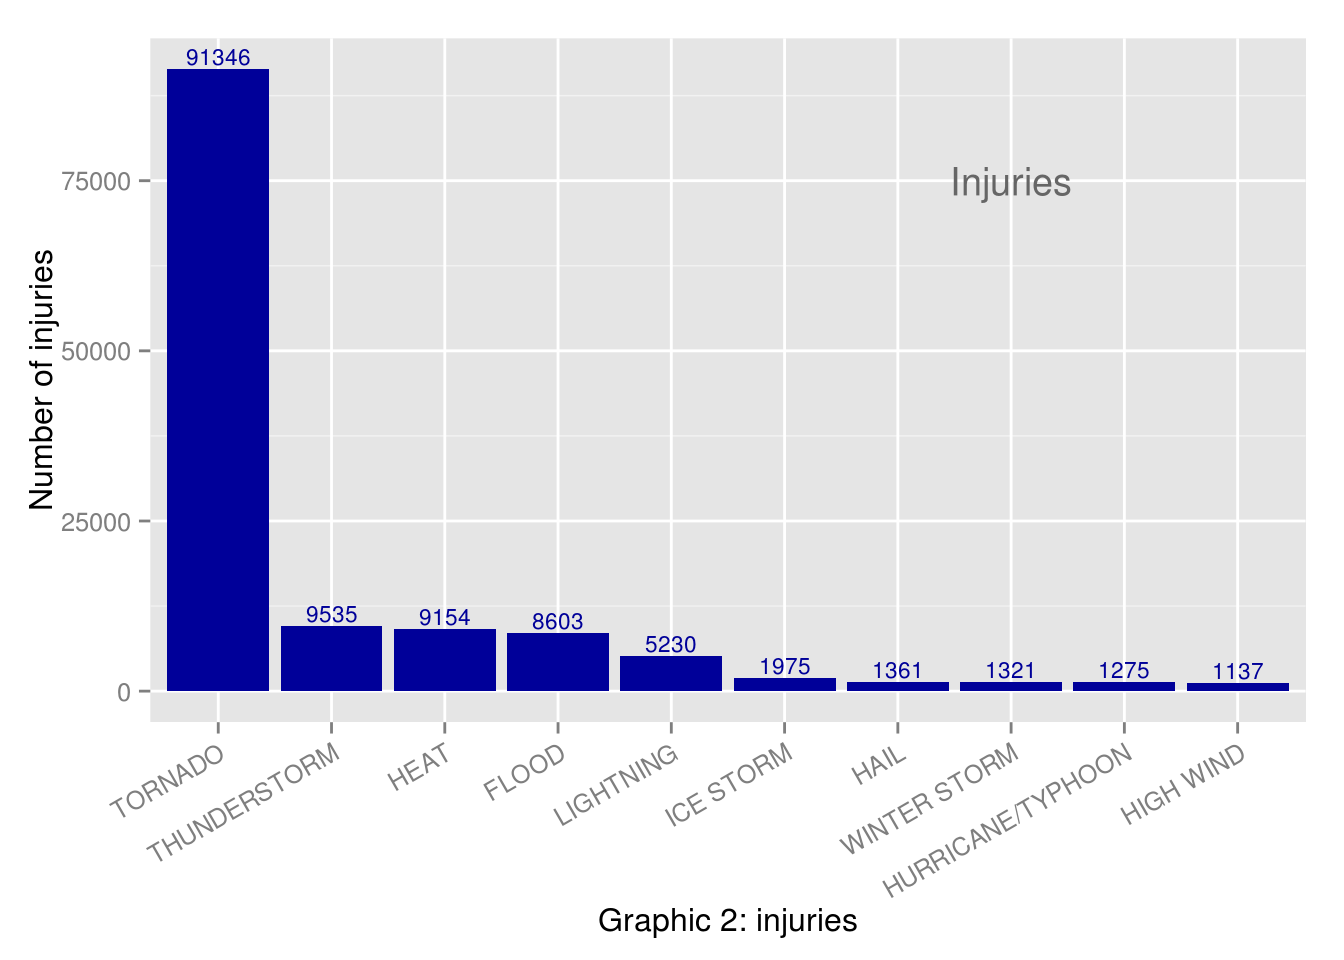 91346
75000
Injuries
50000
25000
0
Number of injuries
9535
9154
8603
5230
1975
1361
1321
1275
1137
TORNADO
THUNDERSTORM
HEAT
FLOOD
LIGHTNING
ICE STORM
HAIL
WINTER STORM
HURRICANE/TYPHOON
HIGH WIND
Graphic 2: injuries